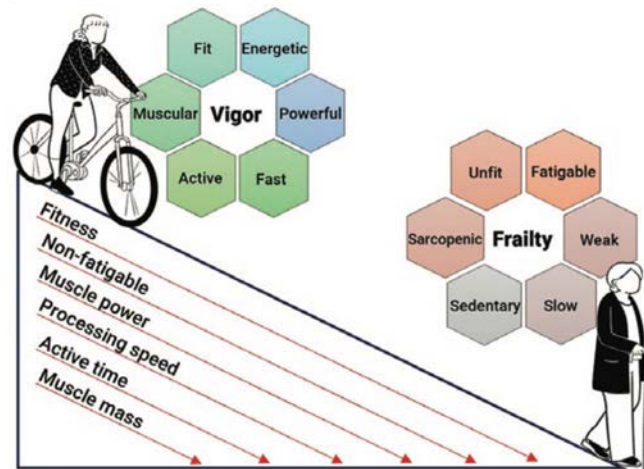 Fit
Energetic
Muscular
Vigor
Powerful
Active
Fast
Unfit
Fatigable
Sarcopenic
Frailty
Weak
Sedentary
Slow
Fitness
Non-fatigable
Muscle power
Processing speed
Active time
Muscle mass